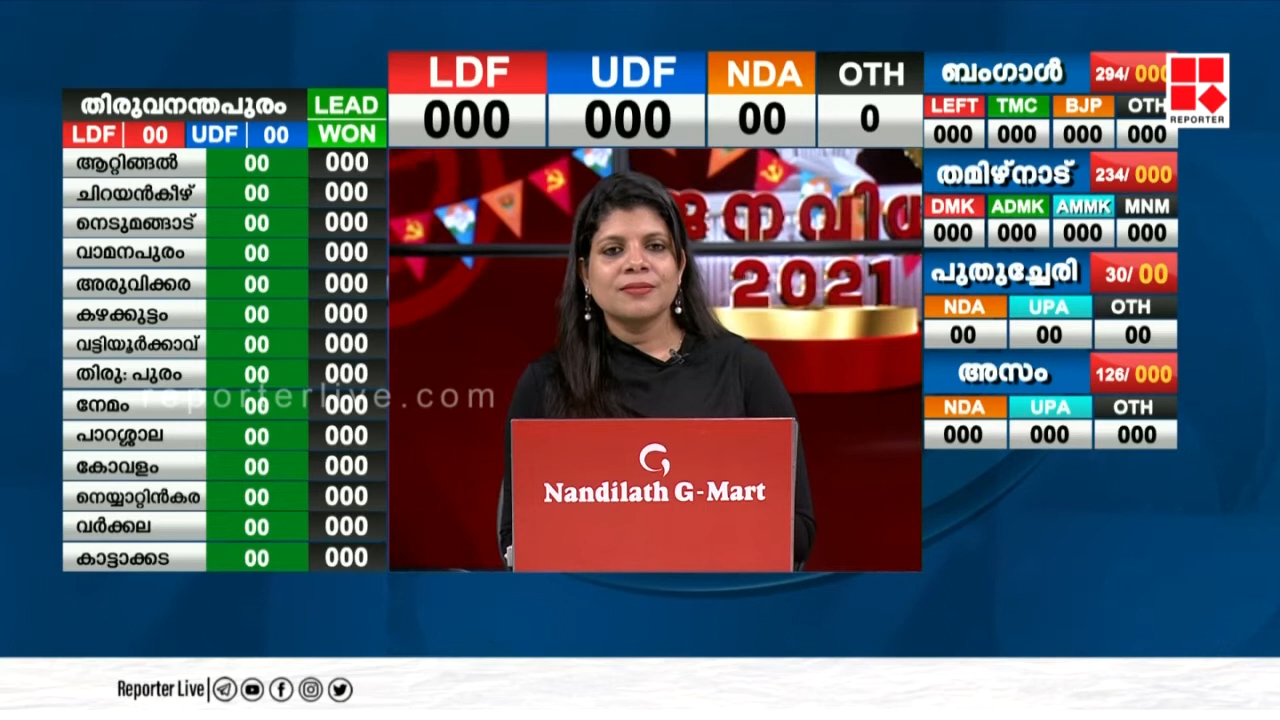 തിരുവനന്തപുരം LEAD
LDF 00 UDF 00 WON
ആറ്റിങ്ങൽ 00 000
ചിറയൻകീഴ് 00 000
നെടുമങ്ങാട് 00 000
വാമനപുരം 00 000
അരുവിക്കര 00 000
കഴക്കുട്ടം 00 000
വട്ടിയൂർക്കാവ് 00 000
തിരു: പുരം 00 000
നേമം 00 000
പാറശ്ശാല 00 000
കോവളം 00 000
നെയ്യാറ്റിൻകര 00 000
വർക്കല 00 000
കാട്ടാക്കട 00 000
reporterlive.com
LDF UDF NDA OTH
000 000 00 0
ജനവിധ
2021
Nandilath G-Mart
ബംഗാൾ 294/ 000
LEFT TMC BJP OTH
000 000 000 000
തമിഴ്നാട് 234/ 000
DMK ADMK AMMK MNM
000 000 000 000
പുതുച്ചേരി 30/ 00
NDA UPA OTH
00 00 00
അസം 126/ 000
NDA UPA OTH
000 000 000
REPORTER
Reporter Live